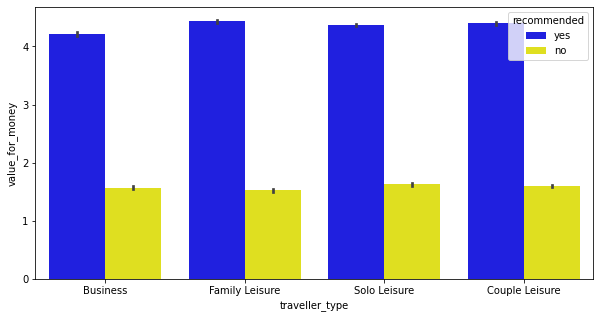 recommended
yes
no
value_for_money
4
3
2
1
0
Business Family Leisure Solo Leisure Couple Leisure
traveller_type